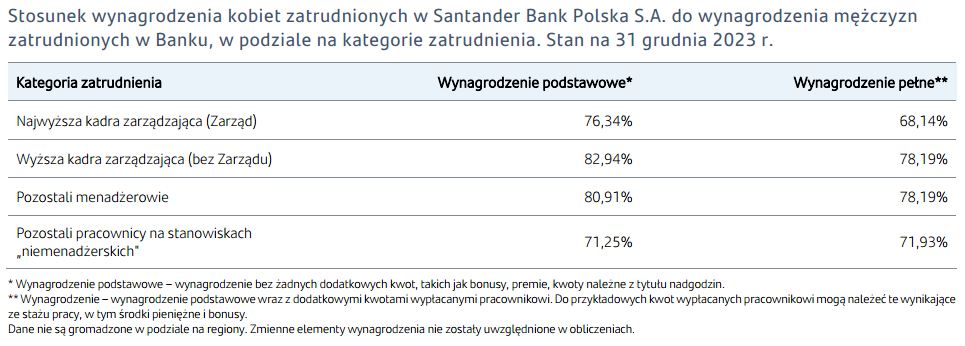 Stosunek wynagrodzenia kobiet zatrudnionych w Santander Bank Polska S.A. do wynagrodzenia mężczyzn
zatrudnionych w Banku, w podziale na kategorie zatrudnienia. Stan na 31 grudnia 2023 r.
Kategoria zatrudnienia Wynagrodzenie podstawowe* Wynagrodzenie pełne**
Najwyższa kadra zarządzająca (Zarząd) 76,34% 68,14%
Wyższa kadra zarządzająca (bez Zarządu) 82,94% 78,19%
Pozostali menadżerowie 80,91% 78,19%
Pozostali pracownicy na stanowiskach
„niemenadżerskich" 71,25% 71,93%
* Wynagrodzenie podstawowe – wynagrodzenie bez żadnych dodatkowych kwot, takich jak bonusy, premie, kwoty należne z tytułu nadgodzin.
** Wynagrodzenie – wynagrodzenie podstawowe wraz z dodatkowymi kwotami wypłacanymi pracownikowi. Do przykładowych kwot wypłacanych pracownikowi mogą należeć te wynikające
ze stażu pracy, w tym środki pieniężne i bonusy.
Dane nie są gromadzone w podziale na regiony. Zmienne elementy wynagrodzenia nie zostały uwzględnione w obliczeniach.